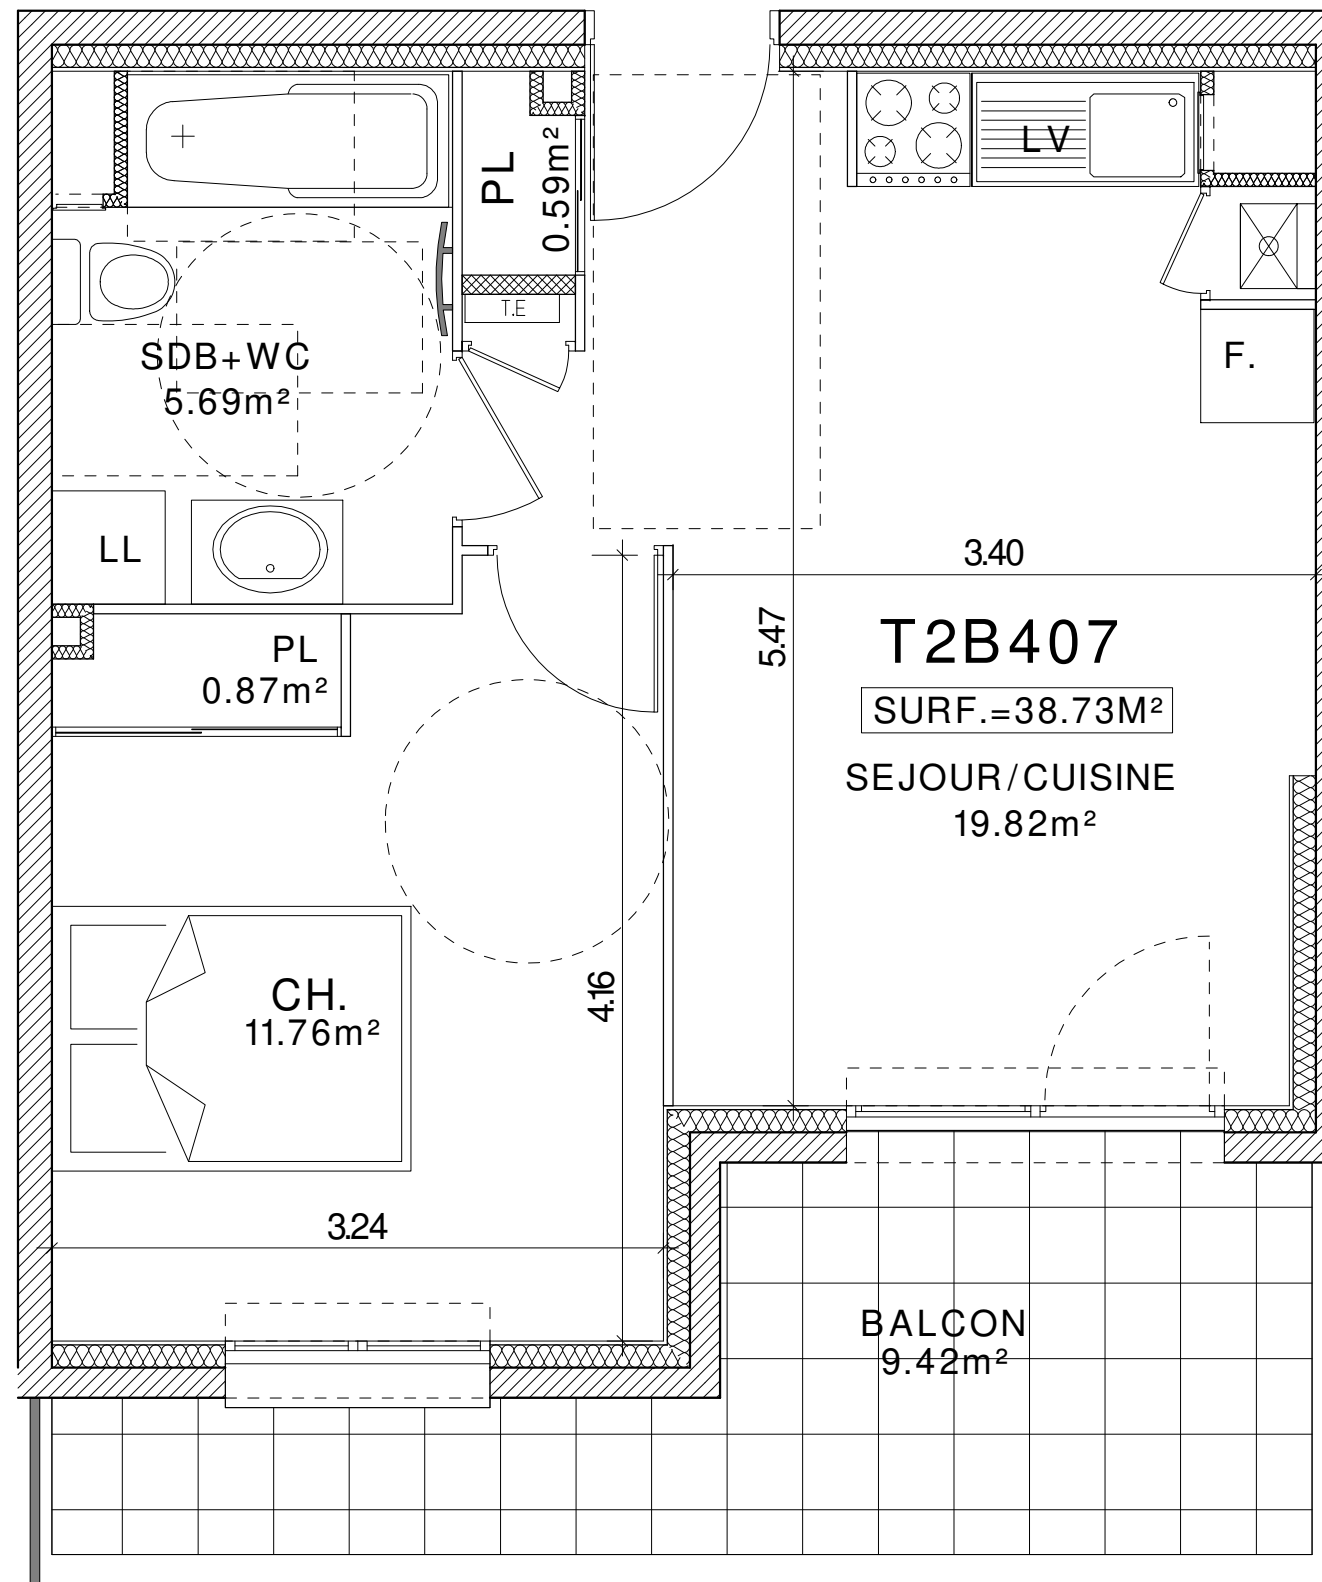 PL
0.59m²
LV
T.E
SDB+WC
5.69m²
F.
LL
3.40
5.47
T2B407
SURF.=38.73M²
SEJOUR/CUISINE
19.82m²
PL
0.87m²
CH.
11.76m²
4.16
3.24
BALCON
9.42m²